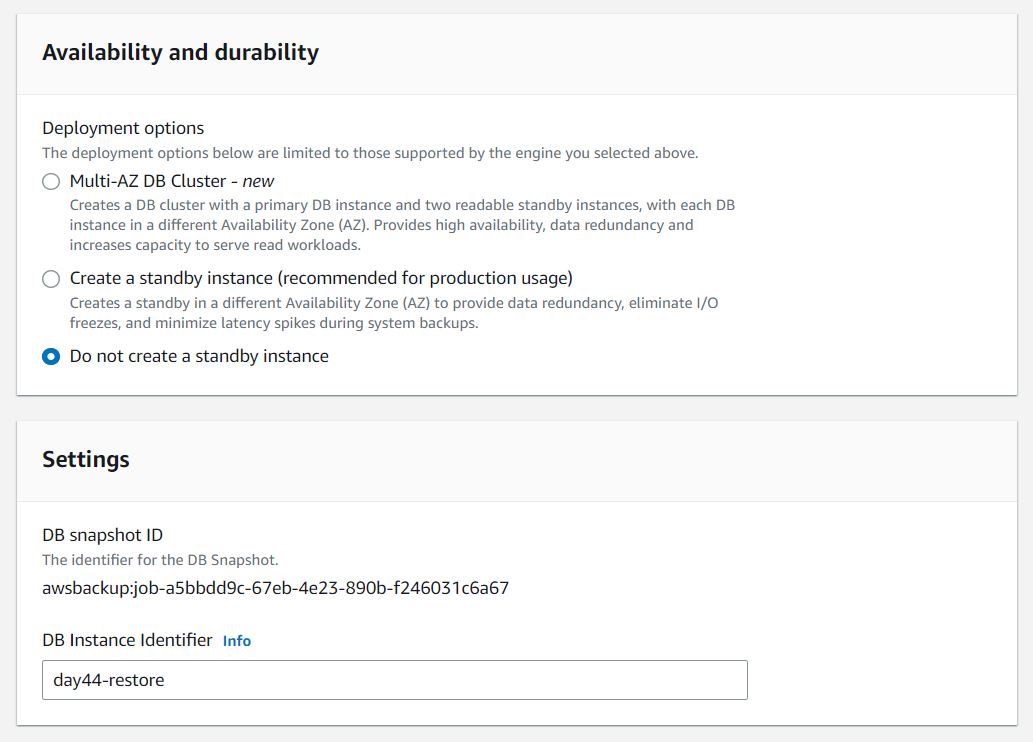 Availability and durability
Deployment options
The deployment options below are limited to those supported by the engine you selected above.
Multi-AZ DB Cluster - new
Creates a DB cluster with a primary DB instance and two readable standby instances, with each DB
instance in a different Availability Zone (AZ). Provides high availability, data redundancy and
increases capacity to serve read workloads.
Create a standby instance (recommended for production usage)
Creates a standby in a different Availability Zone (AZ) to provide data redundancy, eliminate I/O
freezes, and minimize latency spikes during system backups.
Do not create a standby instance
Settings
DB snapshot ID
The identifier for the DB Snapshot.
awsbackup:job-a5bbdd9c-67eb-4e23-890b-f246031c6a67
DB Instance Identifier Info
day44-restore